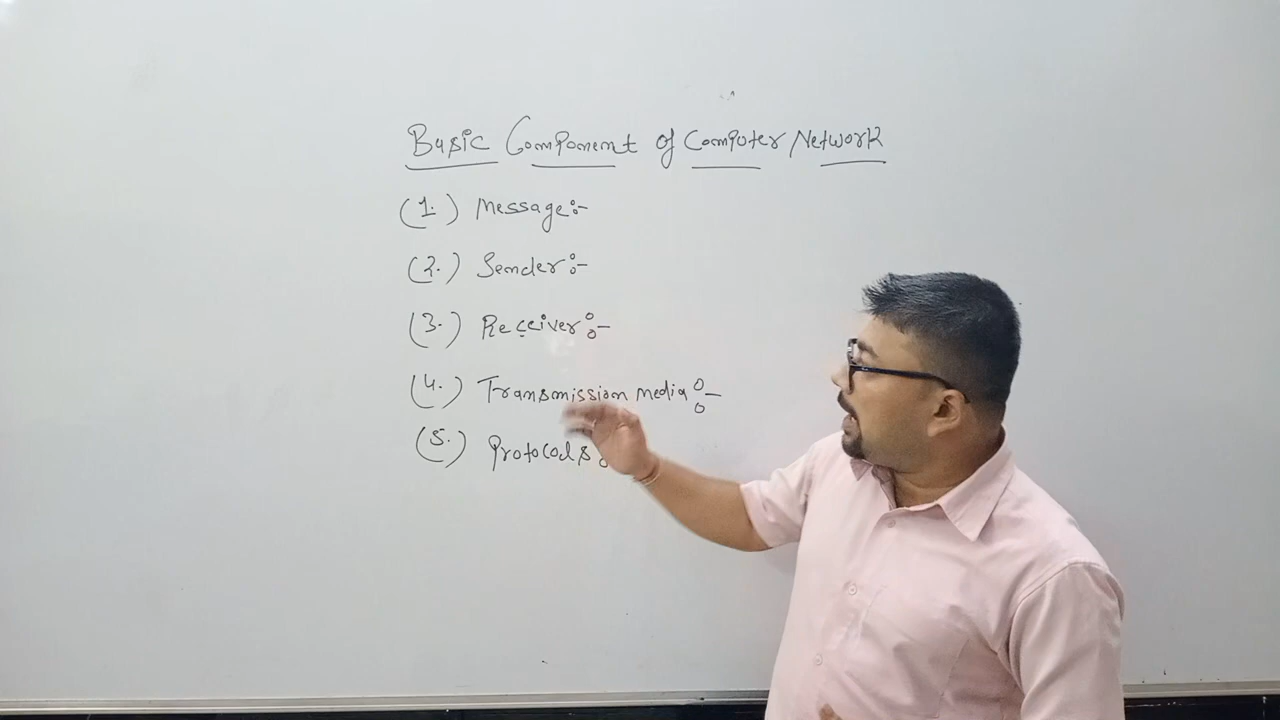 Basic Component of Computer Network
(1.) Message:-
(2.) Sender:-
(3.) Receiver:-
(4.) Transmission media:-
(5.) Protocols